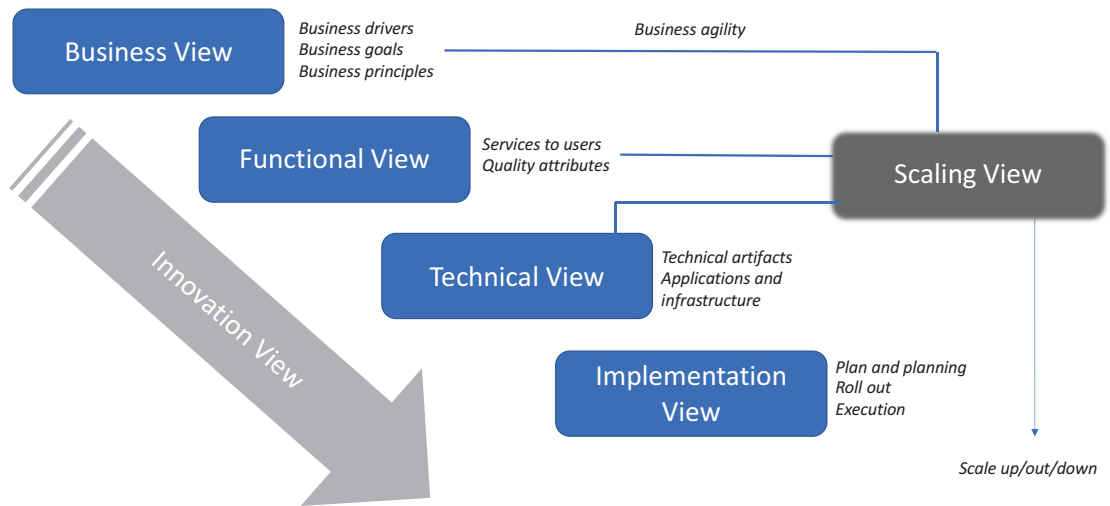 Business View
Business drivers
Business goals
Business principles
Business agility
Functional View
Services to users
Quality attributes
Scaling View
Innovation View
Technical View
Technical artifacts
Applications and
infrastructure
Implementation
View
Plan and planning
Roll out
Execution
Scale up/out/down